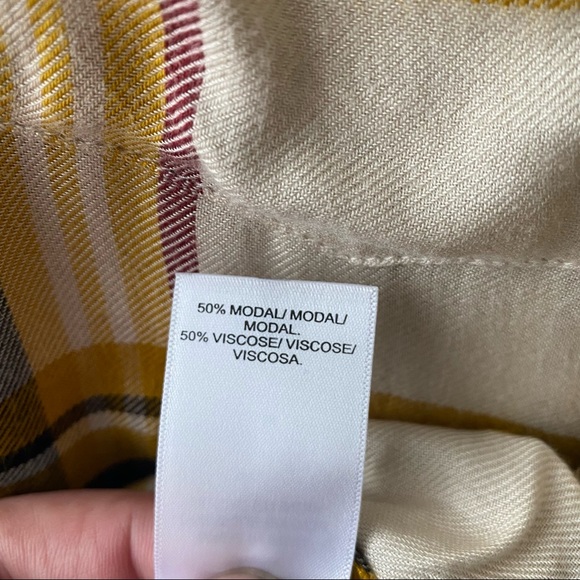 50% MODAL/ MODAL/
MODAL.
50% VISCOSE/ VISCOSE/
VISCOSA.